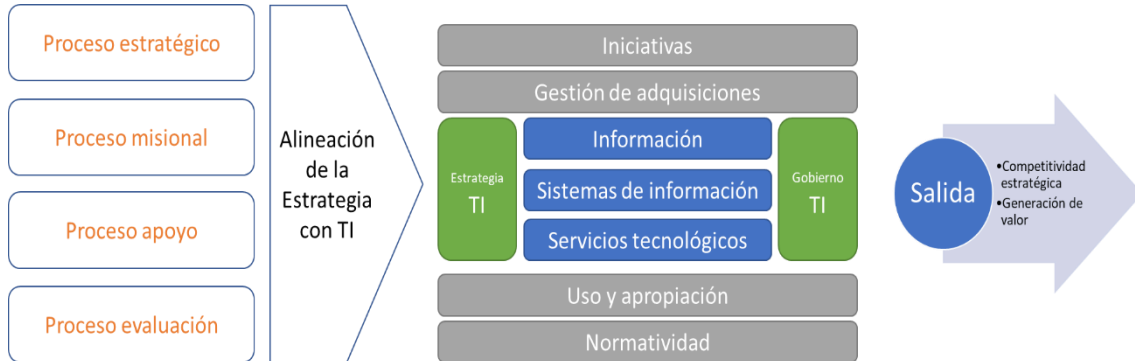 Proceso estratégico
Proceso misional
Proceso apoyo
Proceso evaluación
Alineación
de la
Estrategia
con TI
Iniciativas
Gestión de adquisiciones
Estrategia
TI
Información
Sistemas de información
Servicios tecnológicos
Gobierno
TI
Uso y apropiación
Normatividad
Salida
•Competitividad
estratégica
•Generación de
valor